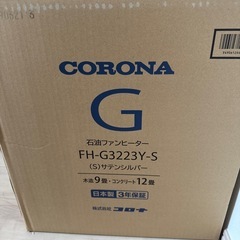 CORONA
G
石油ファンヒーター
FH-G3223Y-S
(S)サテンシルバー
木造9畳・コンクリート12畳
日本製 3年保証
株式会社コロナ